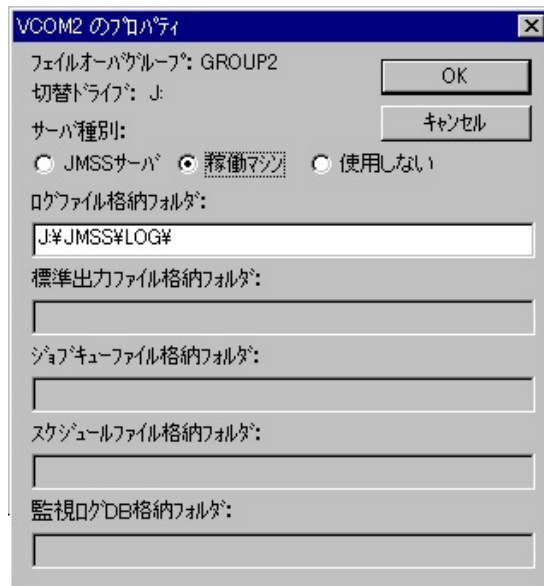 VCOM2 のﾌﾟﾛﾊﾟﾃｨ
ﾌｪｲﾙｵｰﾊﾞｸﾞﾙｰﾌﾟ: GROUP2
切替ﾄﾞﾗｲﾌﾞ: J:
OK
ｷｬﾝｾﾙ
ｻｰﾊﾞ種別:
JMSSｻｰﾊﾞ 稼働ﾏｼﾝ 使用しない
ﾛｸﾞﾌｧｲﾙ格納ﾌｫﾙﾀﾞ:
J:¥JMSS¥LOG¥
標準出力ﾌｧｲﾙ格納ﾌｫﾙﾀﾞ:
ｼﾞｮﾌﾞｷｭｰﾌｧｲﾙ格納ﾌｫﾙﾀﾞ:
ｽｹｼﾞｭｰﾙﾌｧｲﾙ格納ﾌｫﾙﾀﾞ:
監視ﾛｸﾞDB格納ﾌｫﾙﾀﾞ: